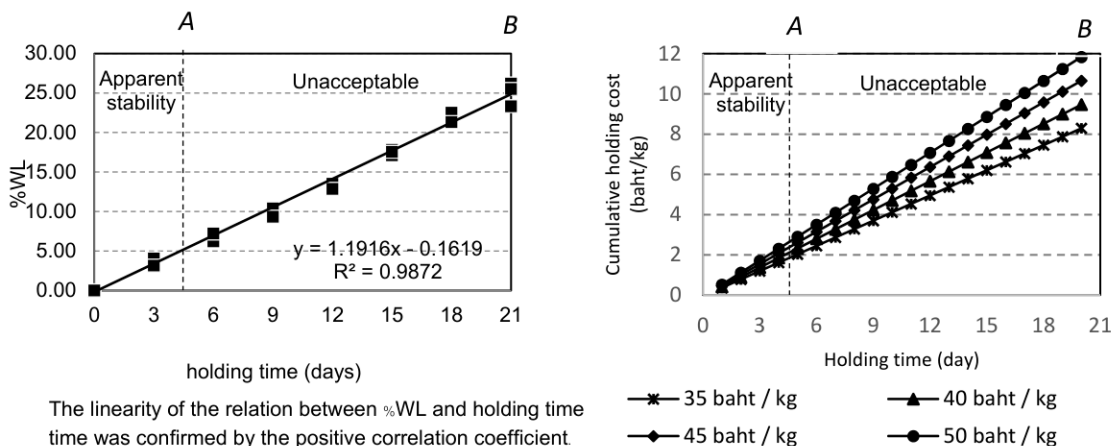 A
B
30.00
25.00
20.00
15.00
10.00
5.00
0.00
%WL
Apparent
stability
Unacceptable
y = 1.1916x - 0.1619
R² = 0.9872
0 3 6 9 12 15 18 21
holding time (days)
The linearity of the relation between %WL and holding time
time was confirmed by the positive correlation coefficient.
A
B
12
10
8
6
4
2
0
Cumulative holding cost
(baht/kg)
Apparent
stability
Unacceptable
0 3 6 9 12 15 18 21
Holding time (day)
35 baht / kg
40 baht / kg
45 baht / kg
50 baht / kg